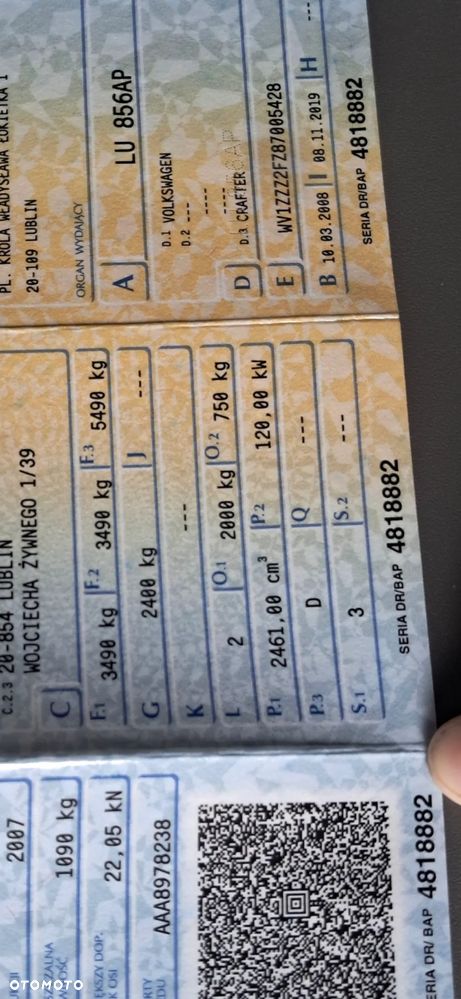 PL. KRÓLA WŁADYSŁAWA ŁOKIETKA 1
20-109 LUBLIN
ORGAN WYDAJĄCY
A LU 856AP
D.1 VOLKSWAGEN
D.2 ---
----
----
D D.3 CRAFTER
E WV1ZZZ2FZ87005428
B 10.03.2008 I 08.11.2019 H ---
SERIA DR/BAP 4818882
C.2.3 20-854 LUBLIN
WOJCIECHA ŻYWNEGO 1/39
C
F.1 3490 kg F.2 3490 kg F.3 5490 kg
G 2400 kg J ---
K ---
L 2 O.1 2000 kg O.2 750 kg
P.1 2461,00 cm³ P.2 120,00 kW
P.3 D Q ---
S.1 3 S.2 ---
SERIA DR/BAP 4818882
2007
1090 kg
22,05 kN
AAA8978238
SERIA DR/ BAP 4818882
OTOMOTO